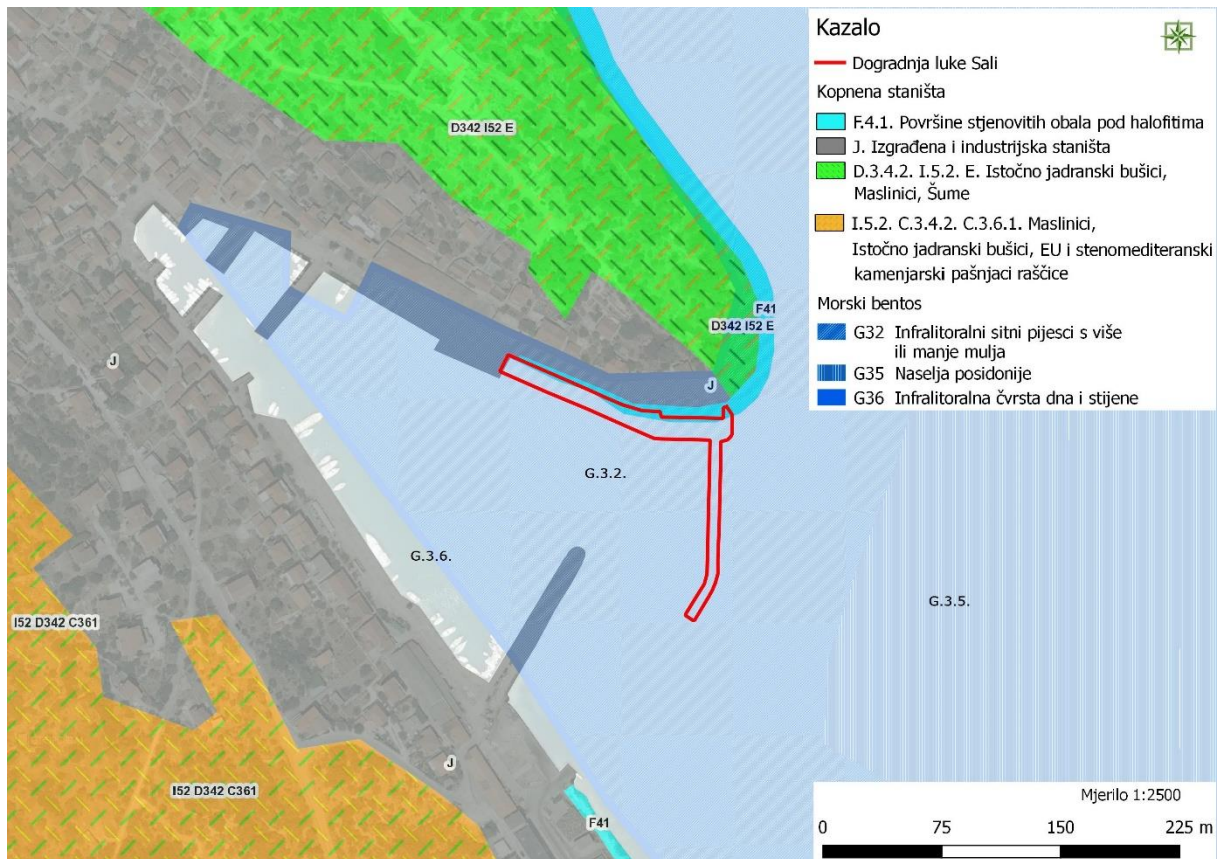 Kazalo
Dogradnja luke Sali
Kopnena staništa
F.4.1. Površine stjenovitih obala pod halofitima
J. Izgrađena i industrijska staništa
D.3.4.2. I.5.2. E. Istočno jadranski bušici,
Maslinici, Šume
I.5.2. C.3.4.2. C.3.6.1. Maslinici,
Istočno jadranski bušici, EU i stenomediteranski
kamenjarski pašnjaci raščice
Morski bentos
G32 Infralitoralni sitni pijesci s više
ili manje mulja
G35 Naselja posidonije
G36 Infralitoralna čvrsta dna i stijene
D342 I52 E
F41
D342 I52 E
J
J
G.3.2.
G.3.6.
G.3.5.
I52 D342 C361
J
I52 D342 C361
F41
Mjerilo 1:2500
0 75 150 225 m